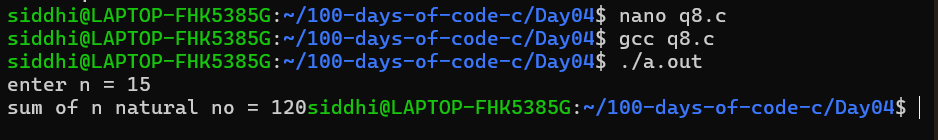 siddhi@LAPTOP-FHK5385G:~/100-days-of-code-c/Day04$ nano q8.c
siddhi@LAPTOP-FHK5385G:~/100-days-of-code-c/Day04$ gcc q8.c
siddhi@LAPTOP-FHK5385G:~/100-days-of-code-c/Day04$ ./a.out
enter n = 15
sum of n natural no = 120siddhi@LAPTOP-FHK5385G:~/100-days-of-code-c/Day04$